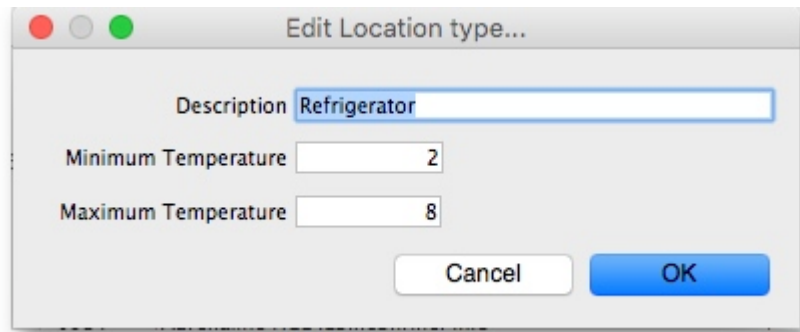 Edit Location type...
Description Refrigerator
Minimum Temperature 2
Maximum Temperature 8
Cancel OK